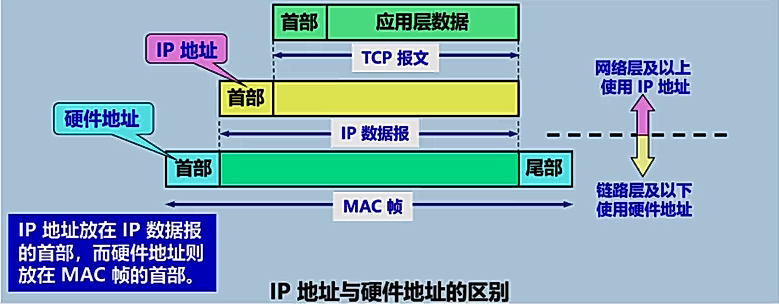 首部 应用层数据
TCP 报文
IP 地址
首部
IP 数据报
硬件地址
首部 尾部
MAC 帧
网络层及以上
使用 IP 地址
链路层及以下
使用硬件地址
IP 地址放在 IP 数据报
的首部，而硬件地址则
放在 MAC 帧的首部。
IP 地址与硬件地址的区别